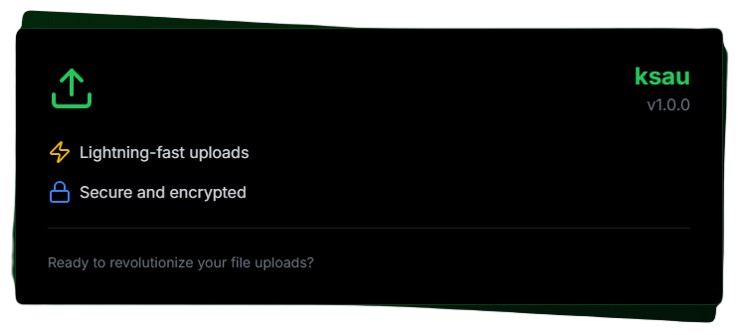 ksau
v1.0.0
Lightning-fast uploads
Secure and encrypted
Ready to revolutionize your file uploads?